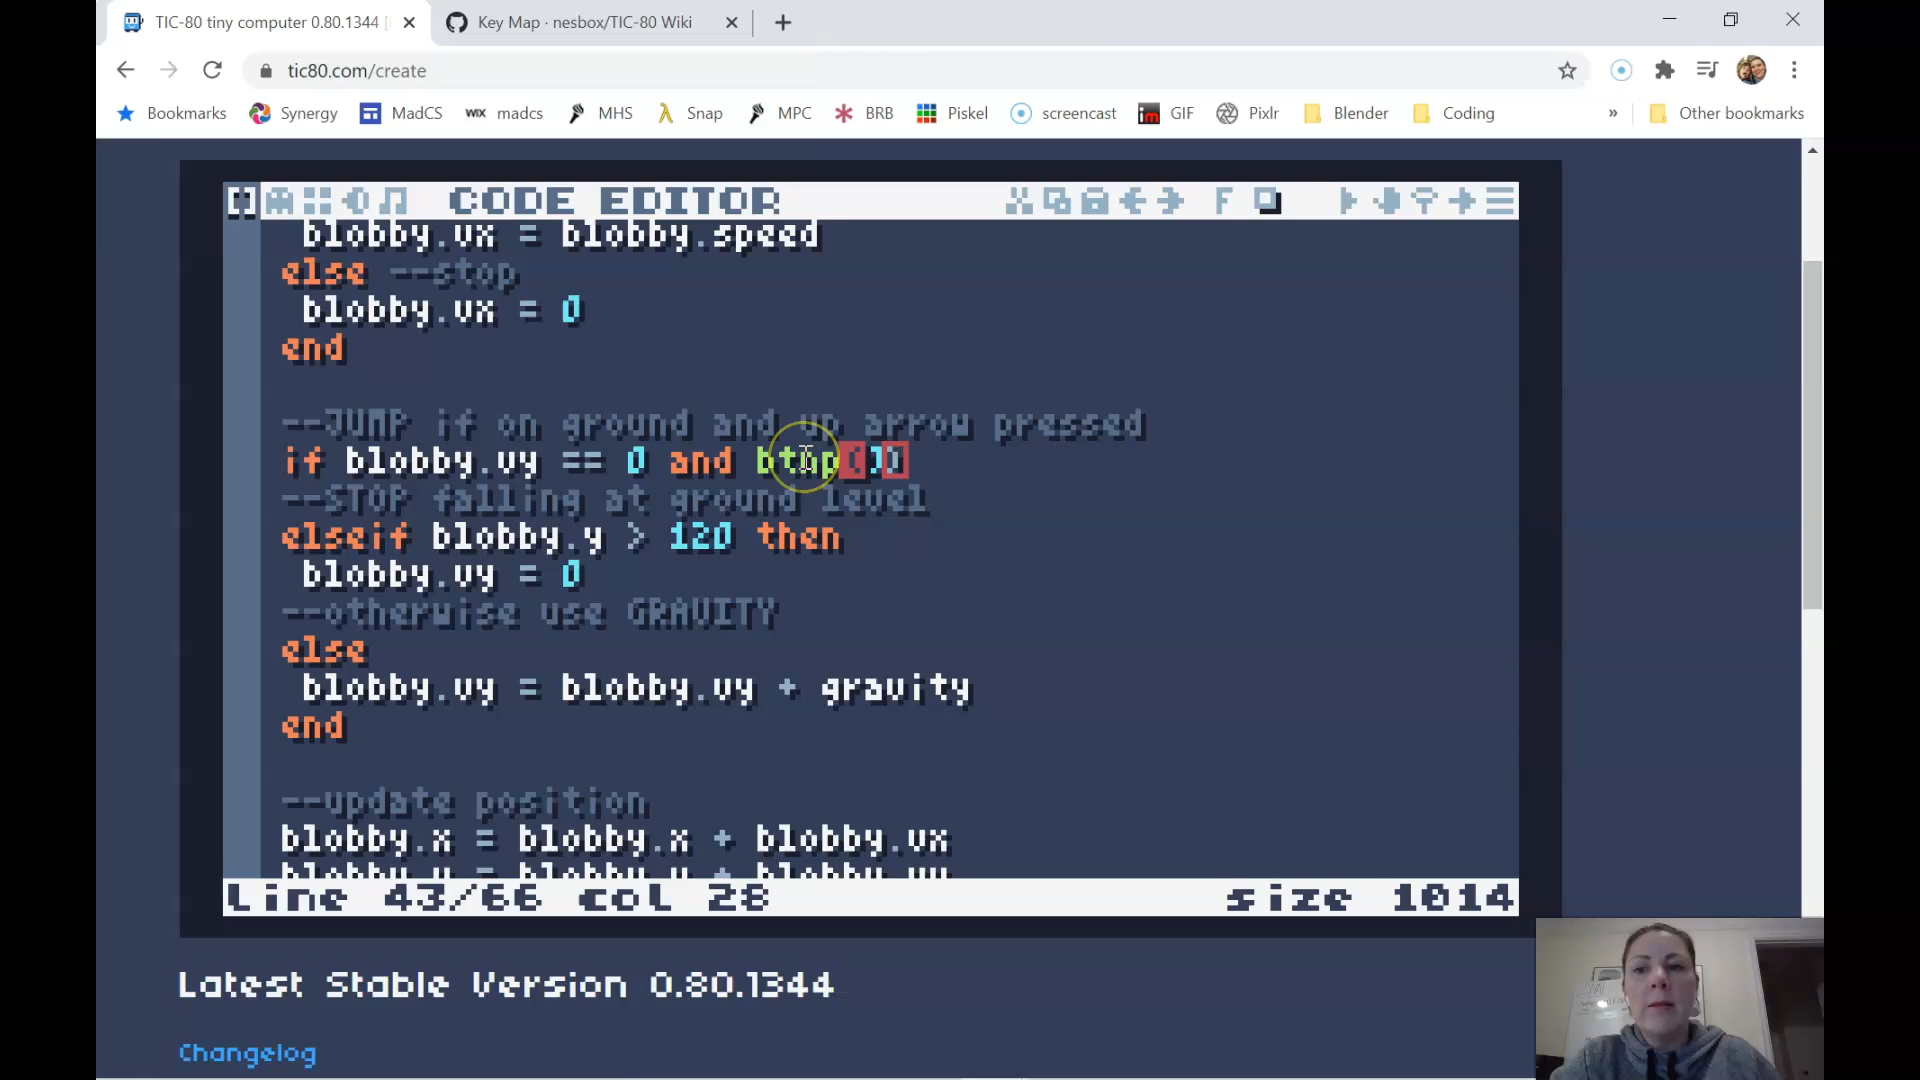 TIC-80 tiny computer 0.80.1344 [
Key Map · nesbox/TIC-80 Wiki
tic80.com/create
Bookmarks Synergy MadCS WIX madcs MHS Snap MPC BRB Piskel screencast GIF Pixlr Blender Coding » Other bookmarks
CODE EDITOR F
blobby.vx = blobby.speed
else --stop
blobby.vx = 0
end
--JUMP if on ground and up arrow pressed
if blobby.vy == 0 and btnp()
--STOP falling at ground level
elseif blobby.y > 120 then
blobby.vy = 0
--otherwise use GRAVITY
else
blobby.vy = blobby.vy + gravity
end
--update position
blobby.x = blobby.x + blobby.vx
blobby.y = blobby.y + blobby.vy
line 43/66 col 28 size 1014
Latest Stable Version 0.80.1344
Changelog